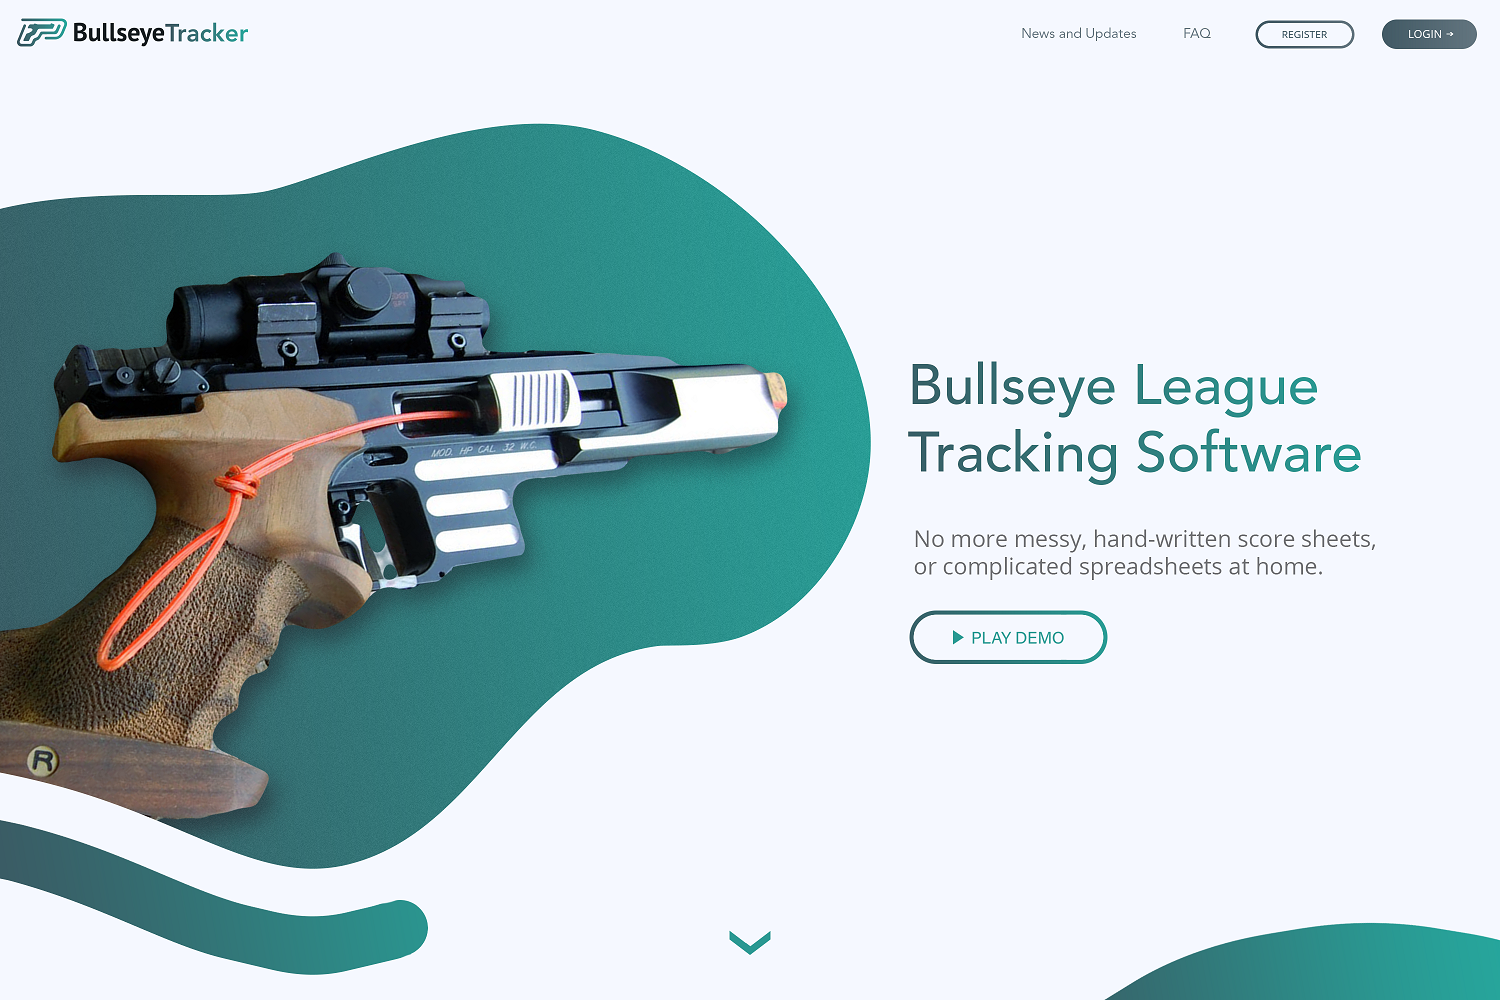 BullseyeTracker
News and Updates
FAQ
REGISTER
LOGIN →
MOD. HP CAL. 32 W.C.
Bullseye League
Tracking Software
No more messy, hand-written score sheets,
or complicated spreadsheets at home.
PLAY DEMO
R